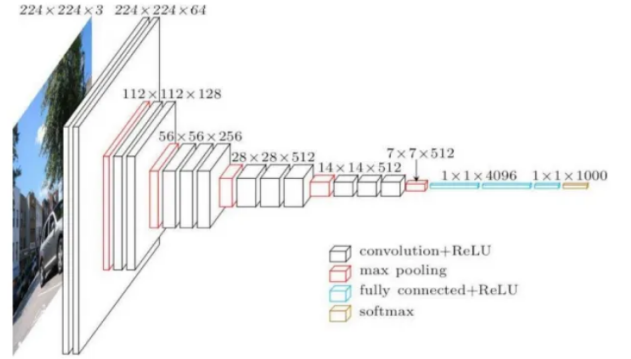 224×224×3
224×224×64
112×112×128
56×56×256
28×28×512
14×14×512
7×7×512
1×1×4096
1×1×1000
convolution+ReLU
max pooling
fully connected+ReLU
softmax